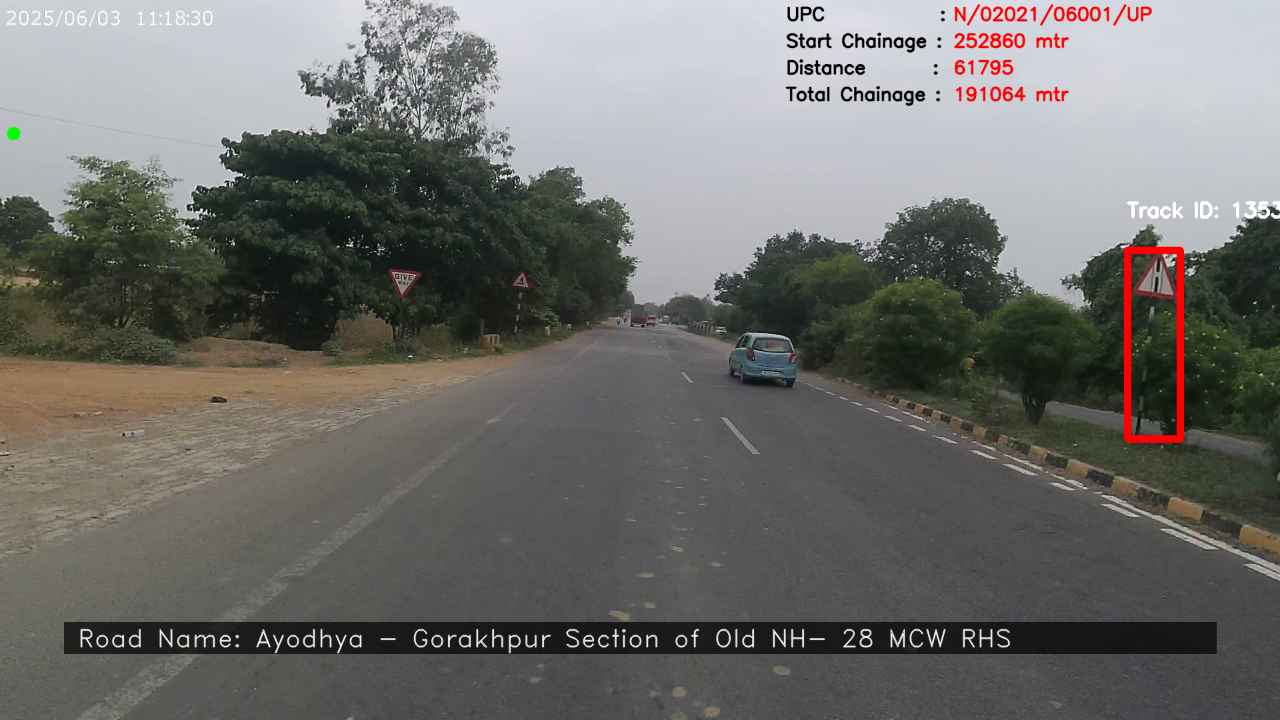 2025/06/03 11:18:30
UPC : N/02021/06001/UP
Start Chainage : 252860 mtr
Distance : 61795
Total Chainage : 191064 mtr
Track ID: 1353
GIVE
Road Name: Ayodhya - Gorakhpur Section of Old NH- 28 MCW RHS